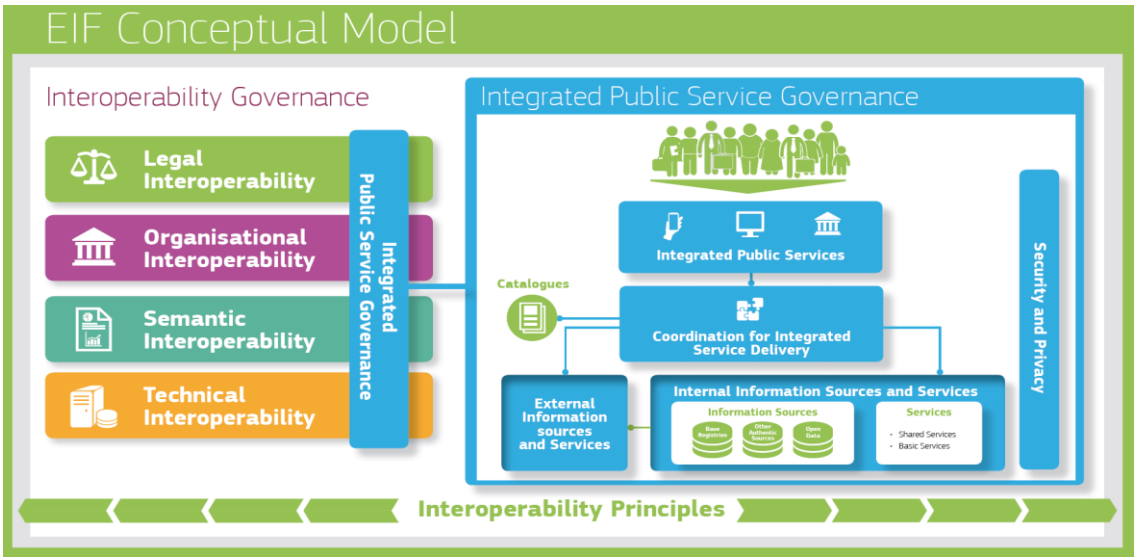 EIF Conceptual Model
Interoperability Governance
Legal
Interoperability
Organisational
Interoperability
Semantic
Interoperability
Technical
Interoperability
Integrated
Public Service Governance
Integrated Public Service Governance
Integrated Public Services
Catalogues
Coordination for Integrated
Service Delivery
External
Information
sources
and Services
Internal Information Sources and Services
Information Sources
Base
Registries
Other
Authentic
Sources
Open
Data
Services
• Shared Services
• Basic Services
Security and Privacy
Interoperability Principles